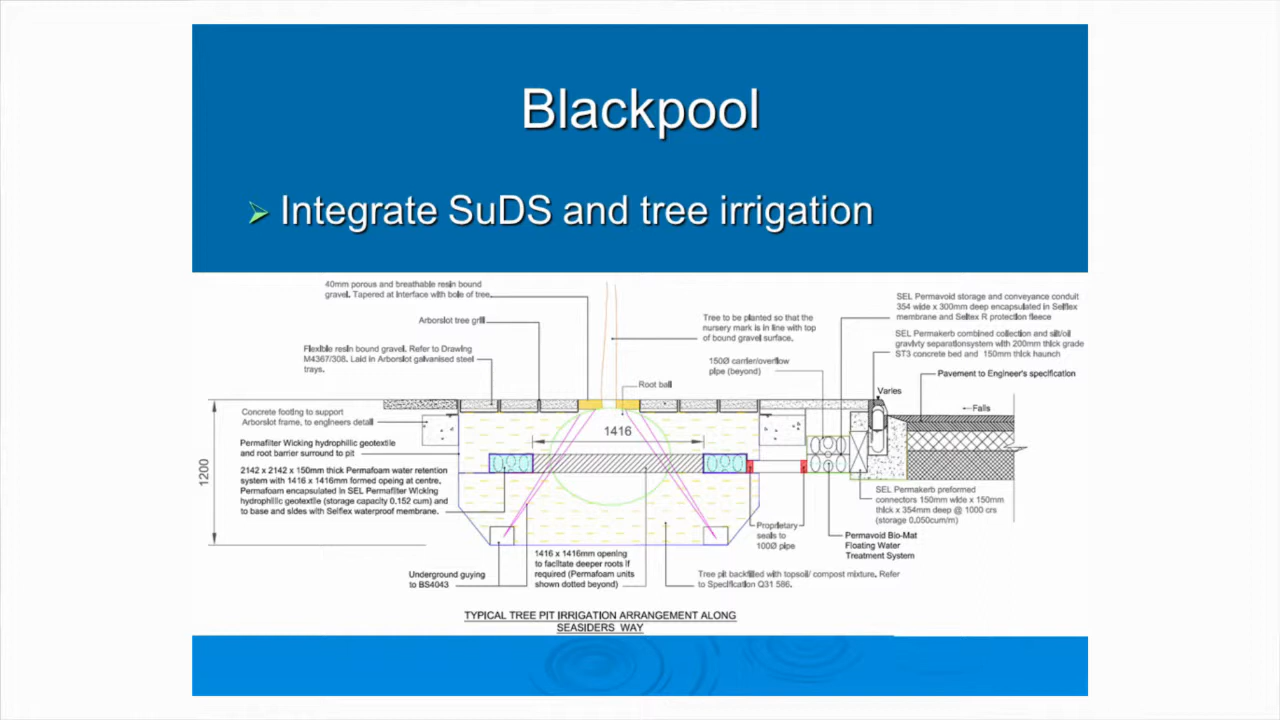 Blackpool
Integrate SuDS and tree irrigation
40mm porous and breathable resin bound
gravel. Tapered at interface with bole of tree.
Arborslot tree grill
Flexible resin bound gravel. Refer to Drawing
M4367/308. Laid in Arborslot galvanised steel
trays.
Tree to be planted so that the
nursery mark is in line with top
of bound gravel surface.
150Ø carrier/overflow
pipe (beyond)
Root ball
SEL Permavoid storage and conveyance conduit
354 wide x 300mm deep encapsulated in Selflex
membrane and Seltex R protection fleece
SEL Permakerb combined collection and silt/oil
gravivty separationsystem with 200mm thick grade
ST3 concrete bed and 150mm thick haunch
Pavement to Engineer's specification
Varies
Falls
Concrete footing to support
Arborslot frame, to engineers detail
Permafilter Wicking hydrophilic geotextile
and root barrier surround to pit
1416
1200
2142 x 2142 x 150mm thick Permafoam water retention
system with 1416 x 1416mm formed opeing at centre.
Permafoam encapsulated in SEL Permafilter Wicking
hydrophilic geotextile (storage capacity 0.152 cum) and
to base and sides with Selflex waterproof membrane.
SEL Permakerb preformed
connectors 150mm wide x 150mm
thick x 354mm deep @ 1000 crs
(storage 0.050cum/m)
Proprietary
seals to
100Ø pipe
Permavoid Bio-Mat
Floating Water
Treatment System
Underground guying
to BS4043
1416 x 1416mm opening
to facitate deeper roots if
required (Permafoam units
shown dotted beyond)
Tree pit backfilled with topsoil/ compost mixture. Refer
to Specification Q31 586.
TYPICAL TREE PIT IRRIGATION ARRANGEMENT ALONG
SEASIDERS WAY